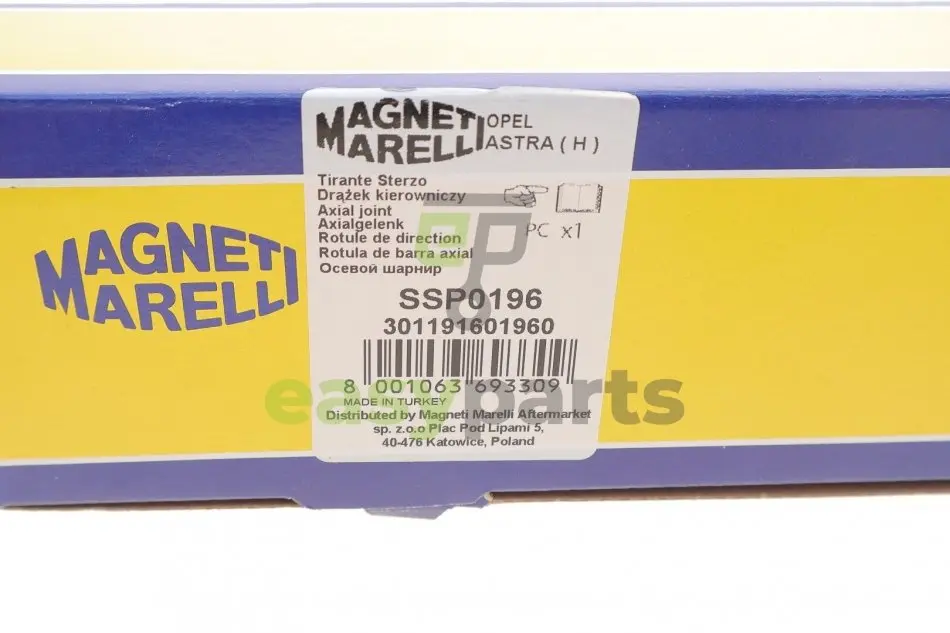 MAGNETI
MARELLI
OPEL
ASTRA ( H )
Tirante Sterzo
Drążek kierowniczy
Axial joint
Axialgelenk
Rotule de direction
Rotula de barra axial
Осевой шарнир
PC x1
SSP0196
301191601960
8 001063 693309
MADE IN TURKEY
Distributed by Magneti Marelli Aftermarket
sp. z.o.o Plac Pod Lipami 5,
40-476 Katowice, Poland
MAGNETI
MARELLI
easyparts